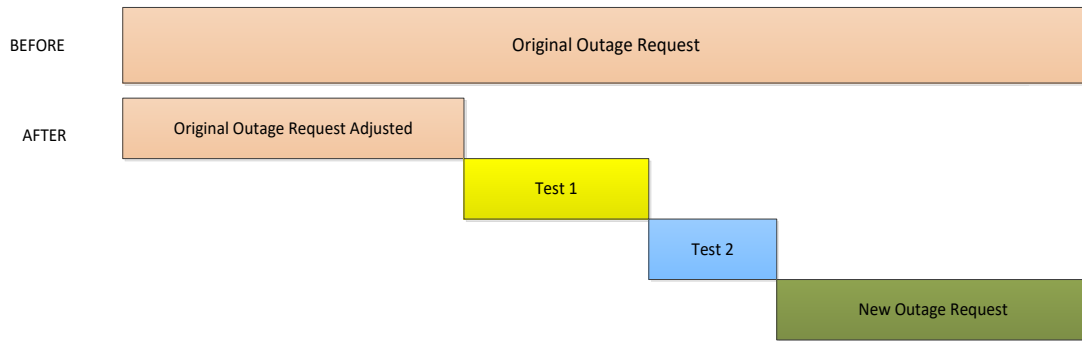 BEFORE
Original Outage Request
AFTER
Original Outage Request Adjusted
Test 1
Test 2
New Outage Request